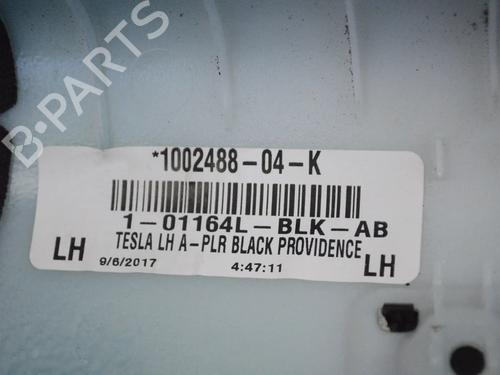 B-PARTS
*1002488-04-K
1-01164L-BLK-AB
TESLA LH A-PLR BLACK PROVIDENCE
LH 9/6/2017 4:47:11 LH